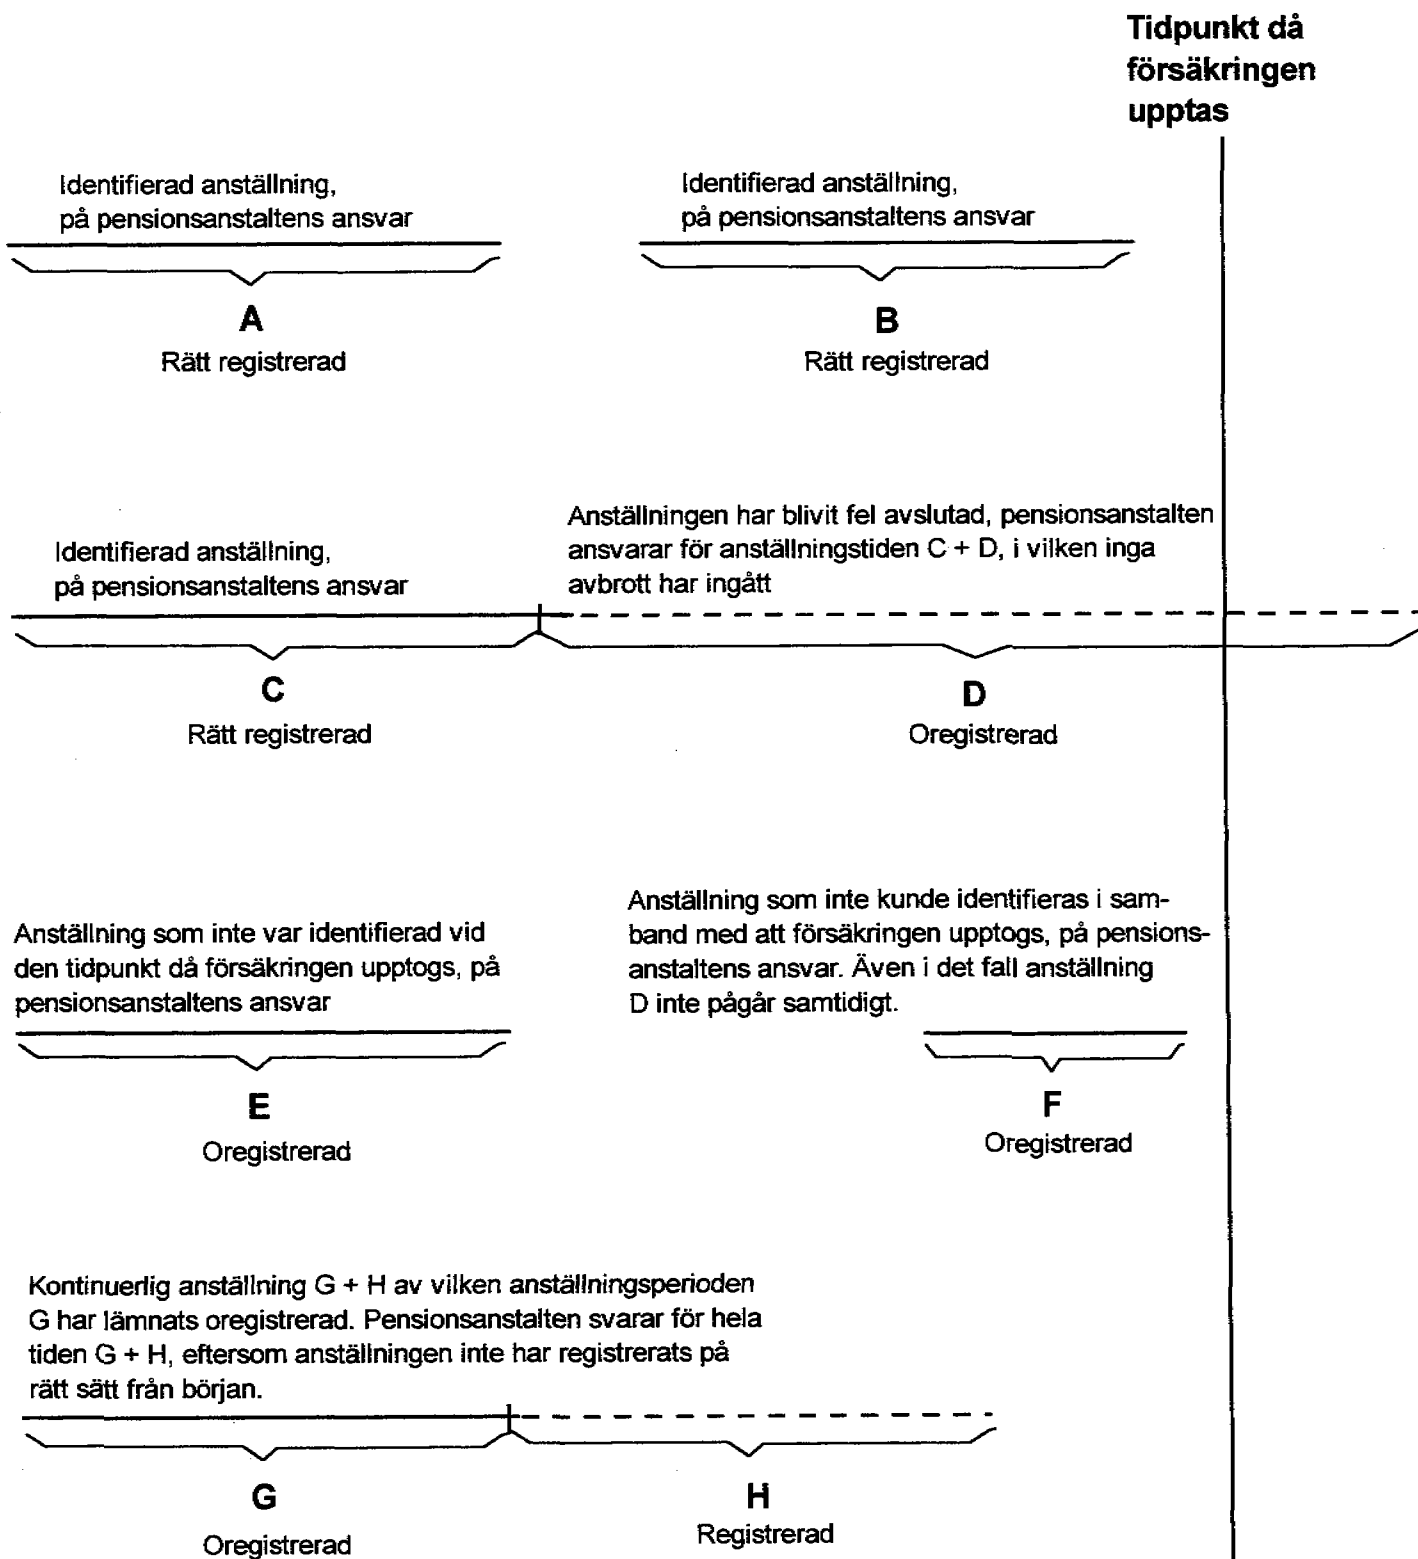 Tidpunkt då
försäkringen
upptas
Identifierad anställning,
på pensionsanstaltens ansvar
Identifierad anställning,
på pensionsanstaltens ansvar
A
Rätt registrerad
B
Rätt registrerad
Identifierad anställning,
på pensionsanstaltens ansvar
Anställningen har blivit fel avslutad, pensionsanstalten
ansvarar för anställningstiden C + D, i vilken inga
avbrott har ingått
C
Rätt registrerad
D
Oregistrerad
Anställning som inte var identifierad vid
den tidpunkt då försäkringen upptogs, på
pensionsanstaltens ansvar
Anställning som inte kunde identifieras i sam-
band med att försäkringen upptogs, på pensions-
anstaltens ansvar. Även i det fall anställning
D inte pågår samtidigt.
E
Oregistrerad
F
Oregistrerad
Kontinuerlig anställning G + H av vilken anställningsperioden
G har lämnats oregistrerad. Pensionsanstalten svarar för hela
tiden G + H, eftersom anställningen inte har registrerats på
rätt sätt från början.
G
Oregistrerad
H
Registrerad